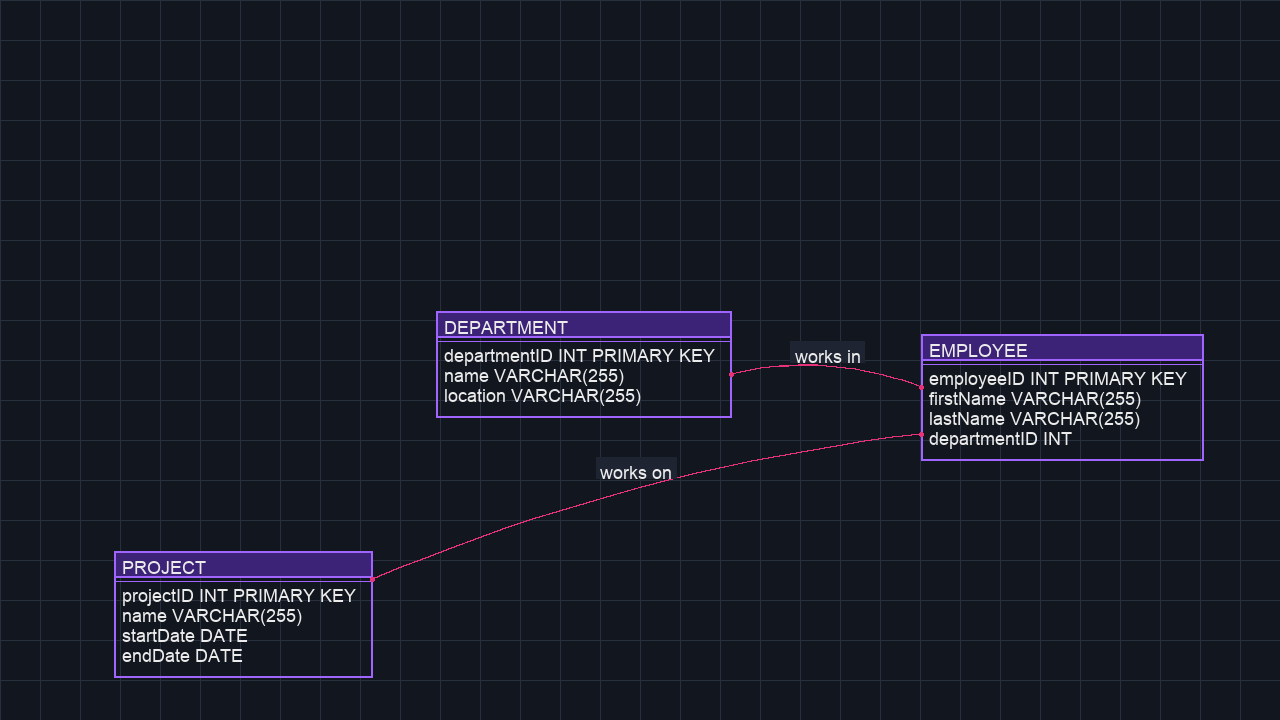 DEPARTMENT
departmentID INT PRIMARY KEY
name VARCHAR(255)
location VARCHAR(255)
works in
EMPLOYEE
employeeID INT PRIMARY KEY
firstName VARCHAR(255)
lastName VARCHAR(255)
departmentID INT
works on
PROJECT
projectID INT PRIMARY KEY
name VARCHAR(255)
startDate DATE
endDate DATE